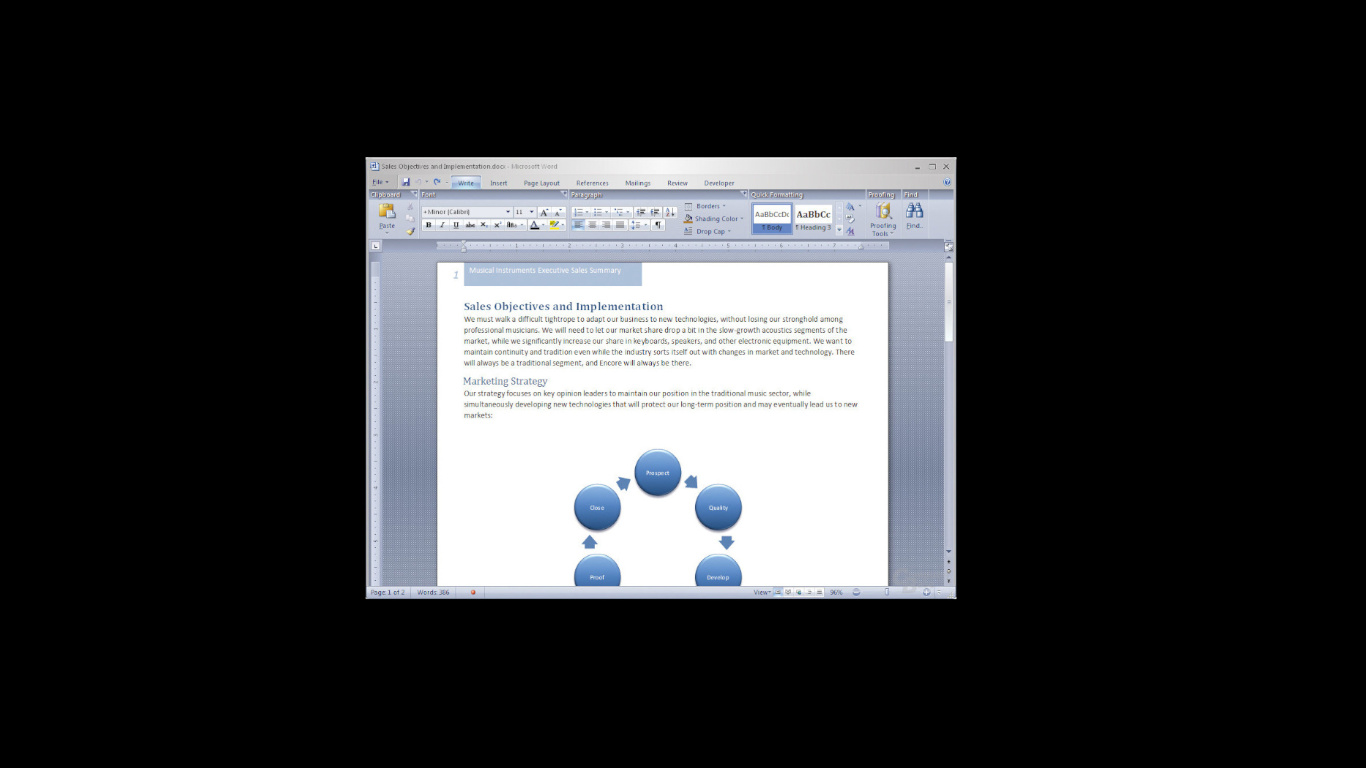 Sales Objectives and Implementation.docx - Microsoft Word
File Write Insert Page Layout References Mailings Review Developer
Clipboard Font Paragraph Quick Formatting Proofing Find
Paste
+Minor (Calibri) 11
B I U abc
Borders
Shading Color
Drop Cap
AaBbCcDc AaBbCc
¶ Body ¶ Heading 3
Proofing Tools
Find..
1 Musical Instruments Executive Sales Summary
Sales Objectives and Implementation
We must walk a difficult tightrope to adapt our business to new technologies, without losing our stronghold among
professional musicians. We will need to let our market share drop a bit in the slow-growth acoustics segments of the
market, while we significantly increase our share in keyboards, speakers, and other electronic equipment. We want to
maintain continuity and tradition even while the industry sorts itself out with changes in market and technology. There
will always be a traditional segment, and Encore will always be there.
Marketing Strategy
Our strategy focuses on key opinion leaders to maintain our position in the traditional music sector, while
simultaneously developing new technologies that will protect our long-term position and may eventually lead us to new
markets:
Prospect
Close Quality
Proof Develop
Page: 1 of 2 Words: 386 View 96%